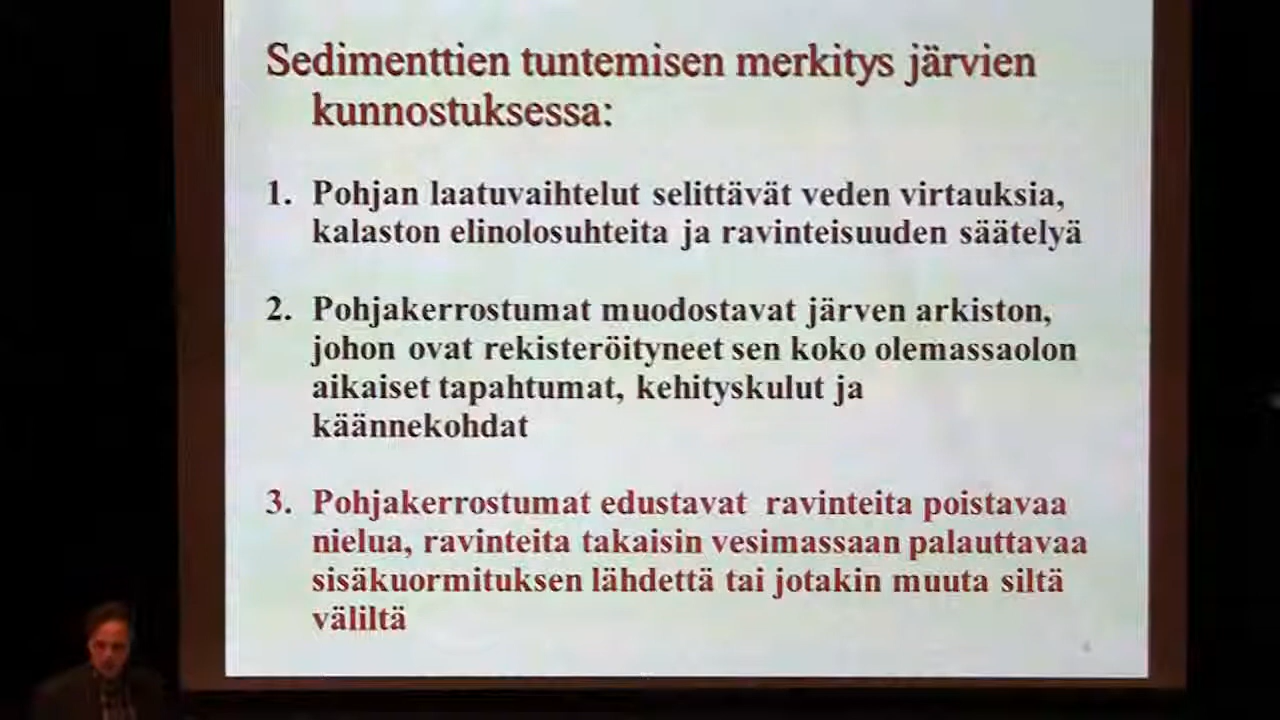 Sedimenttien tuntemisen merkitys järvien
kunnostuksessa:
1. Pohjan laatuvaihtelut selittävät veden virtauksia,
kalaston elinolosuhteita ja ravinteisuuden säätelyä
2. Pohjakerrostumat muodostavat järven arkiston,
johon ovat rekisteröityneet sen koko olemassaolon
aikaiset tapahtumat, kehityskulut ja
käännekohdat
3. Pohjakerrostumat edustavat ravinteita poistavaa
nielua, ravinteita takaisin vesimassaan palauttavaa
sisäkuormituksen lähdettä tai jotakin muuta siltä
väliltä